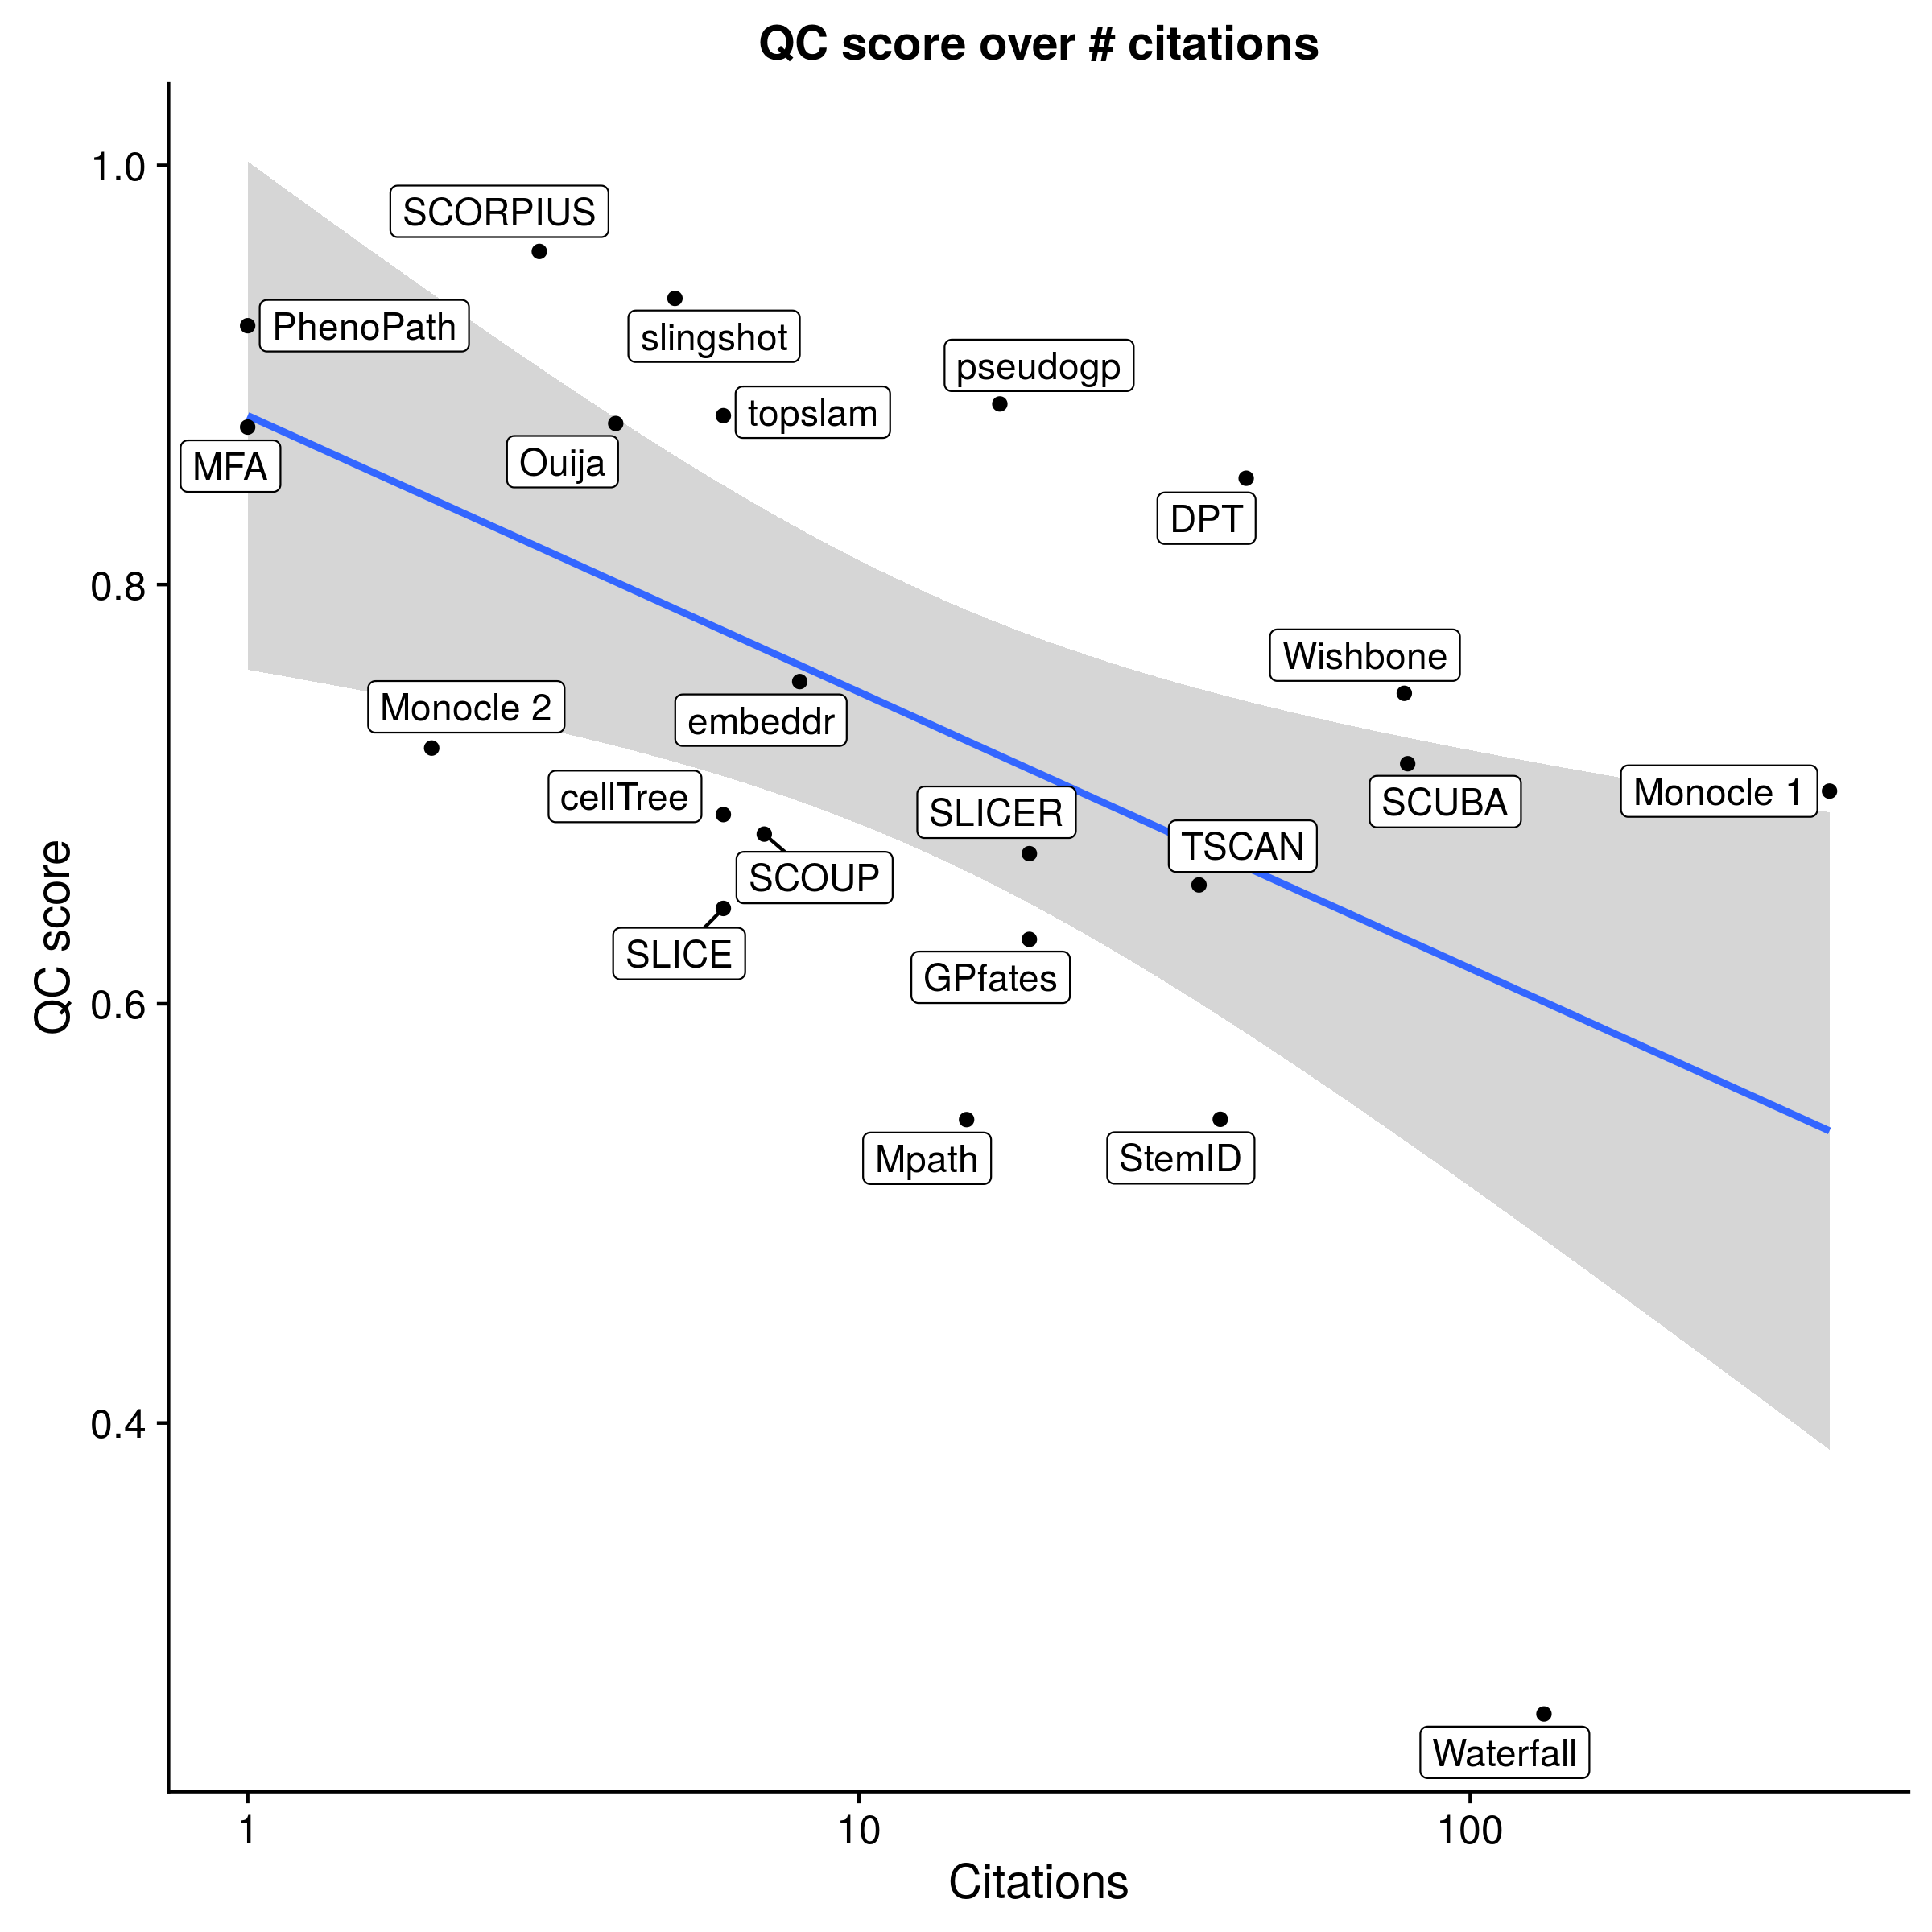 QC score over # citations
1.0
0.8
0.6
0.4
QC score
SCORPIUS
PhenoPath
slingshot
pseudogp
topslam
MFA
Ouija
DPT
Wishbone
Monocle 2
embeddr
cellTree
SLICER
SCUBA
Monocle 1
TSCAN
SCOUP
SLICE
GPfates
Mpath
StemID
Waterfall
1
10
100
Citations